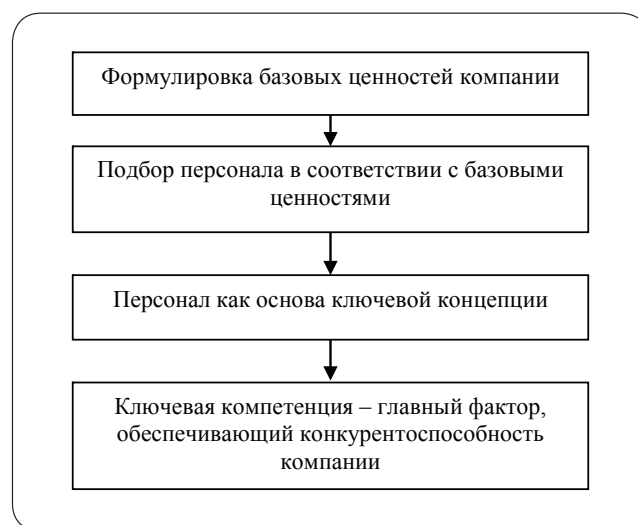 Формулировка базовых ценностей компании
Подбор персонала в соответствии с базовыми
ценностями
Персонал как основа ключевой концепции
Ключевая компетенция – главный фактор,
обеспечивающий конкурентоспособность
компании